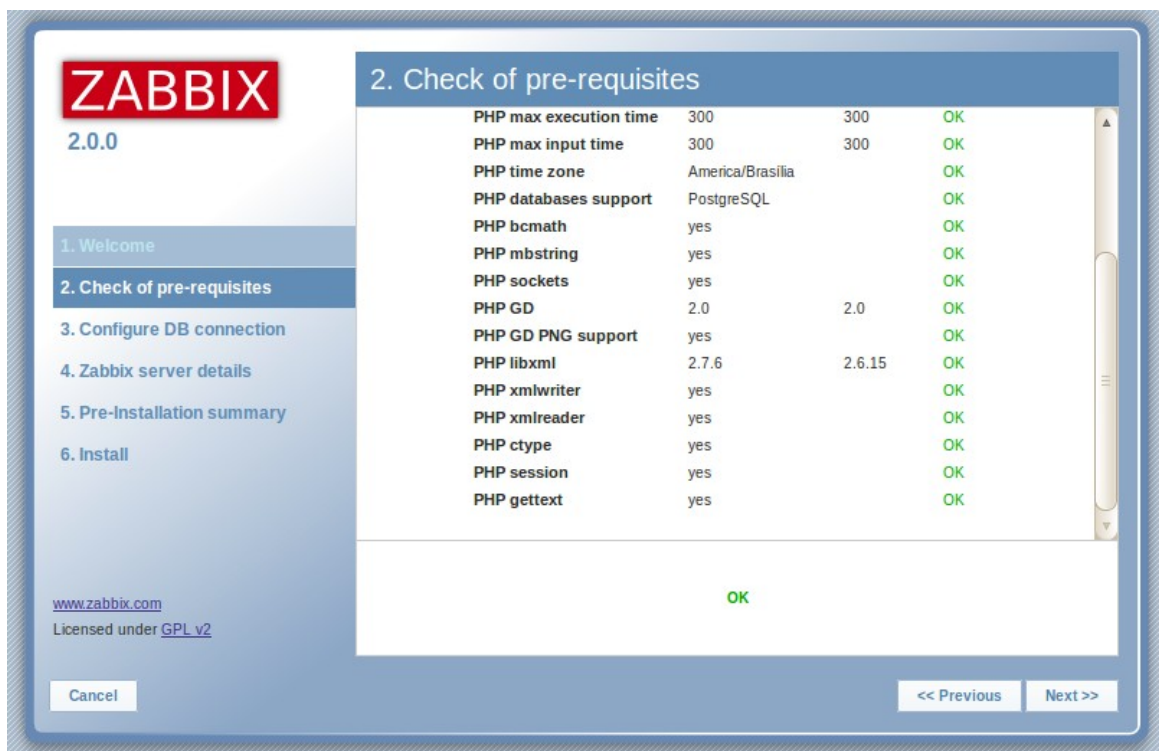 ZABBIX
2.0.0
1. Welcome
2. Check of pre-requisites
3. Configure DB connection
4. Zabbix server details
5. Pre-Installation summary
6. Install
www.zabbix.com
Licensed under GPL v2
2. Check of pre-requisites
PHP max execution time 300 300 OK
PHP max input time 300 300 OK
PHP time zone America/Brasília OK
PHP databases support PostgreSQL OK
PHP bcmath yes OK
PHP mbstring yes OK
PHP sockets yes OK
PHP GD 2.0 2.0 OK
PHP GD PNG support yes OK
PHP libxml 2.7.6 2.6.15 OK
PHP xmlwriter yes OK
PHP xmlreader yes OK
PHP ctype yes OK
PHP session yes OK
PHP gettext yes OK
OK
Cancel << Previous Next >>